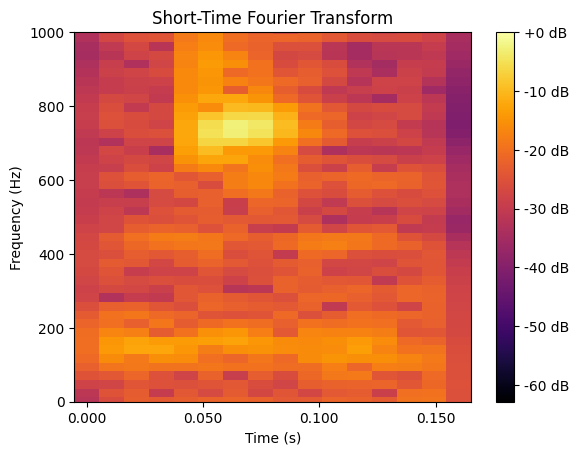 Short-Time Fourier Transform
1000
800
600
400
200
0
Frequency (Hz)
0.000
0.050
0.100
0.150
Time (s)
+0 dB
-10 dB
-20 dB
-30 dB
-40 dB
-50 dB
-60 dB